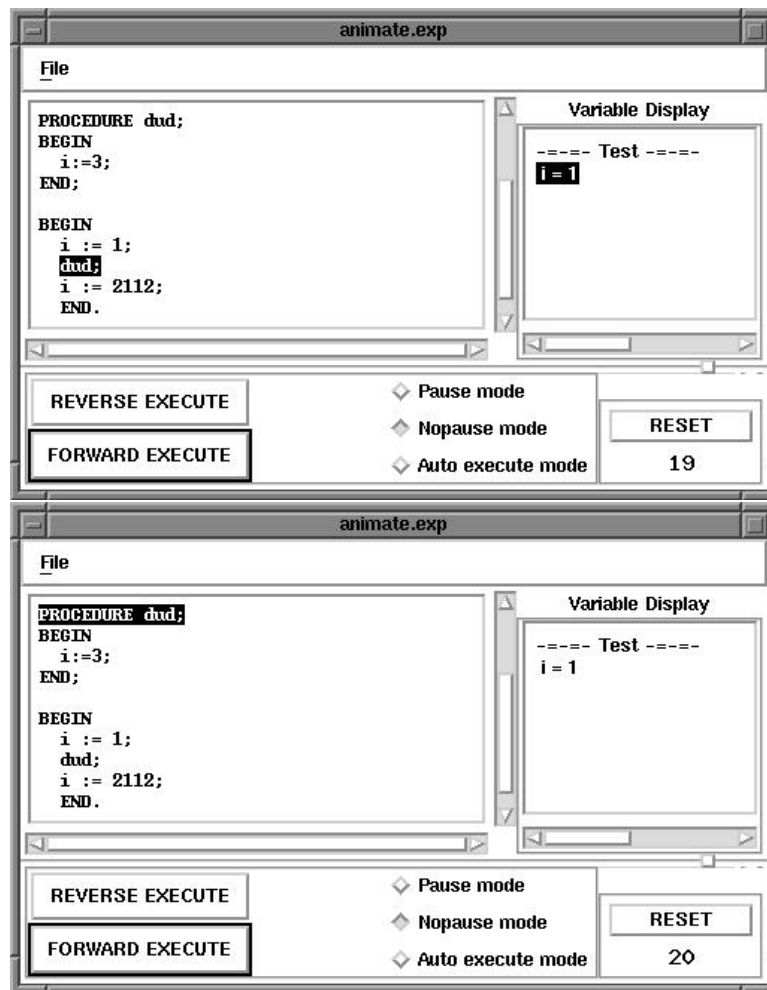 animate.exp
File
PROCEDURE dud;
BEGIN
i:=3;
END;
BEGIN
i := 1;
dud;
i := 2112;
END.
Variable Display
-=-=- Test -=-=-
i = 1
REVERSE EXECUTE
FORWARD EXECUTE
Pause mode
Nopause mode
Auto execute mode
RESET
19
animate.exp
File
PROCEDURE dud;
BEGIN
i:=3;
END;
BEGIN
i := 1;
dud;
i := 2112;
END.
Variable Display
-=-=- Test -=-=-
i = 1
REVERSE EXECUTE
FORWARD EXECUTE
Pause mode
Nopause mode
Auto execute mode
RESET
20